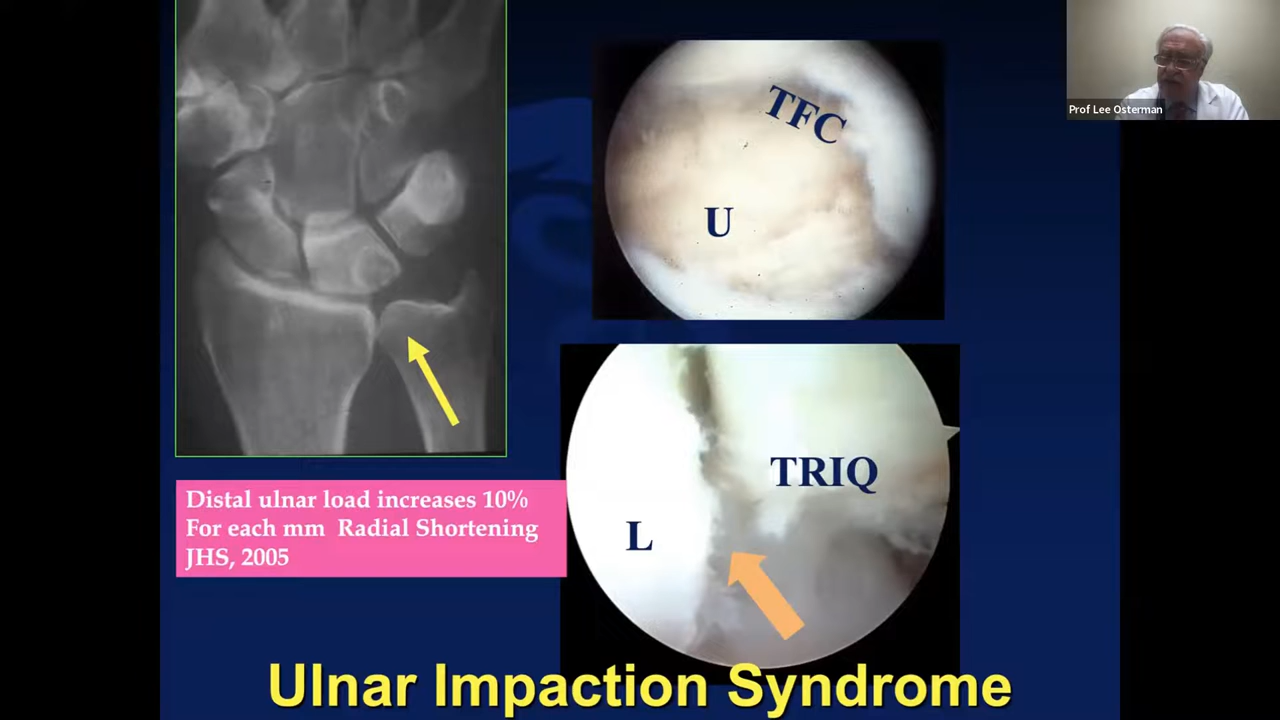 Prof Lee Osterman
TFC
U
TRIQ
L
Distal ulnar load increases 10%
For each mm Radial Shortening
JHS, 2005
Ulnar Impaction Syndrome